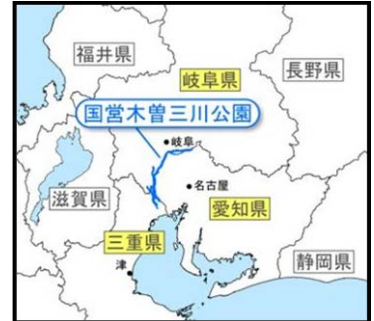 福井県
岐阜県
長野県
国営木曽三川公園
岐阜
名古屋
滋賀県
愛知県
三重県
津
静岡県